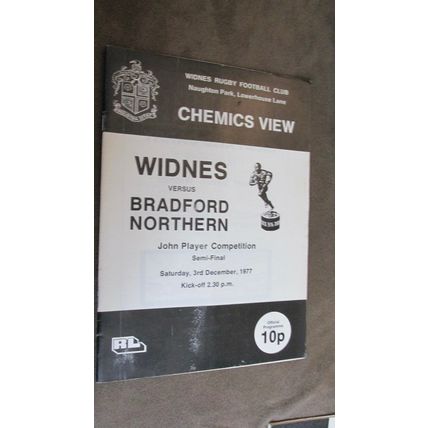 WIDNES RUGBY FOOTBALL CLUB
Naughton Park, Lowerhouse Lane
CHEMICS VIEW
WIDNES
VERSUS
BRADFORD
NORTHERN
John Player Competition
Semi-Final
Saturday, 3rd December, 1977
Kick-off 2.30 p.m.
RL
Official
Programme
10p